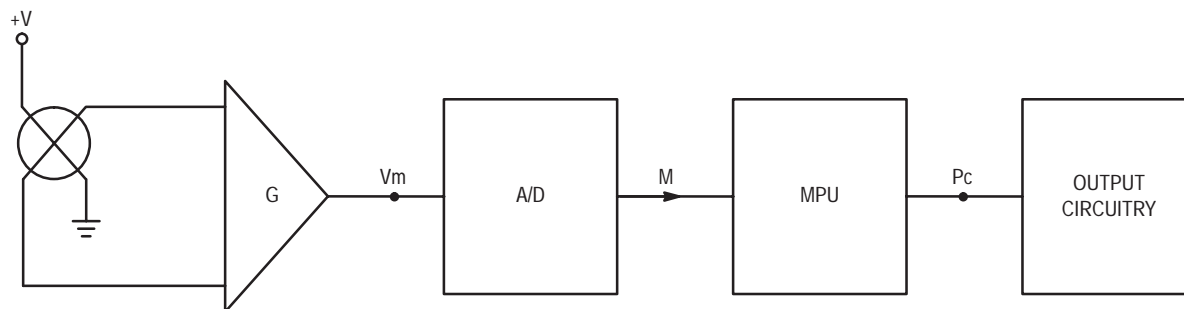 +V
G
Vm
A/D
M
MPU
Pc
OUTPUT
CIRCUITRY